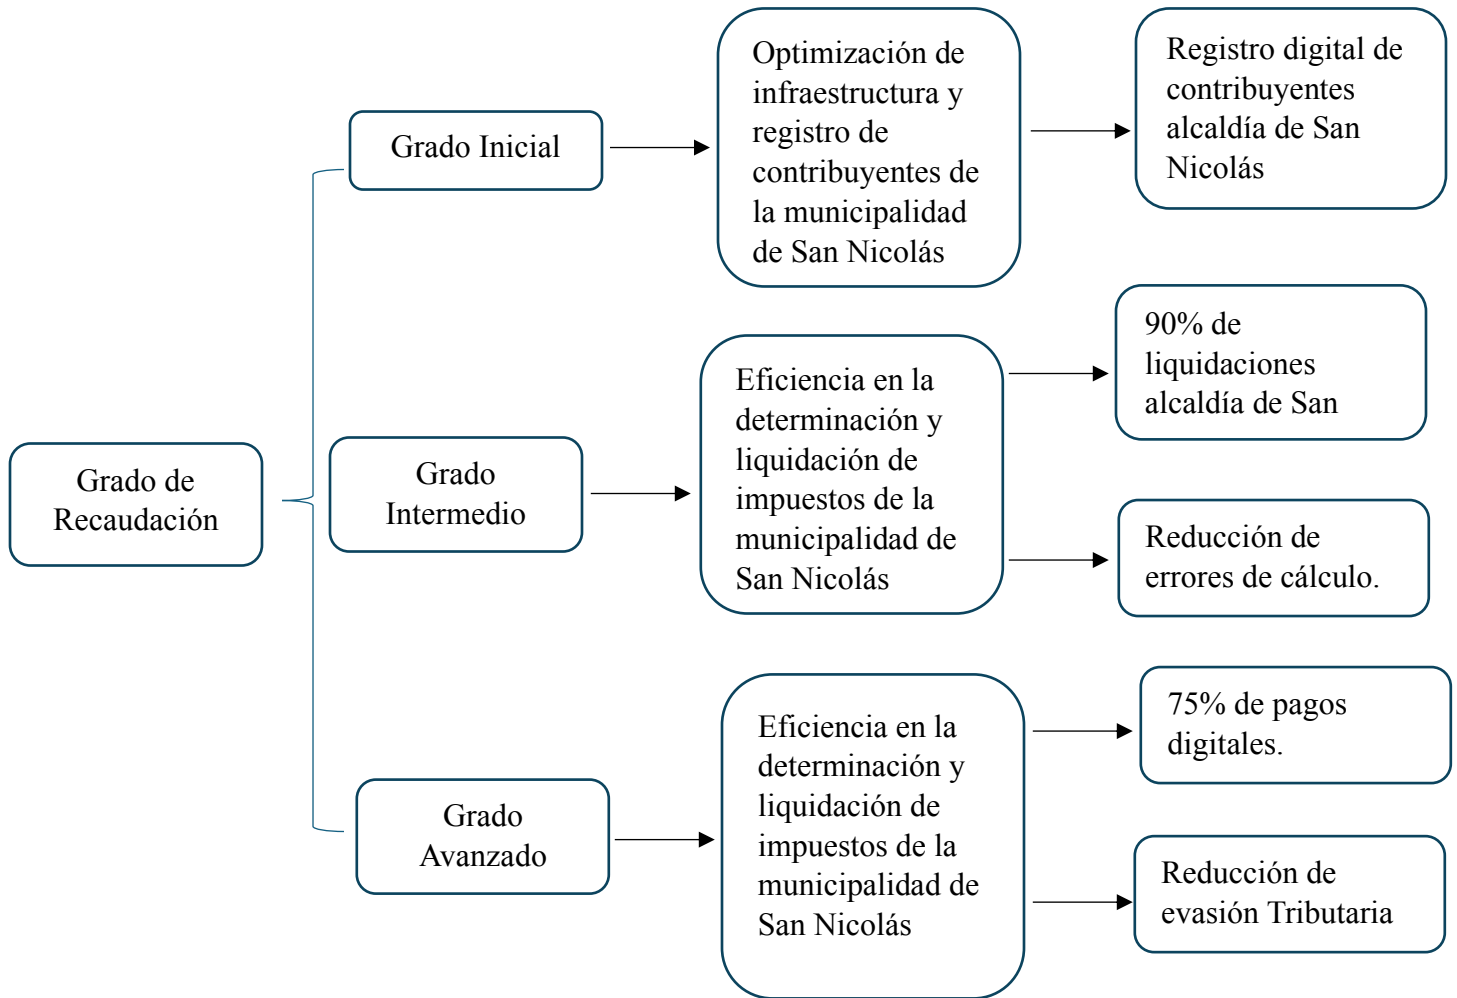 Grado de
Recaudación
Grado Inicial
Optimización de
infraestructura y
registro de
contribuyentes de
la municipalidad
de San Nicolás
Registro digital de
contribuyentes
alcaldía de San
Nicolás
Grado
Intermedio
Eficiencia en la
determinación y
liquidación de
impuestos de la
municipalidad de
San Nicolás
90% de
liquidaciones
alcaldía de San
Reducción de
errores de cálculo.
Grado
Avanzado
Eficiencia en la
determinación y
liquidación de
impuestos de la
municipalidad de
San Nicolás
75% de pagos
digitales.
Reducción de
evasión Tributaria